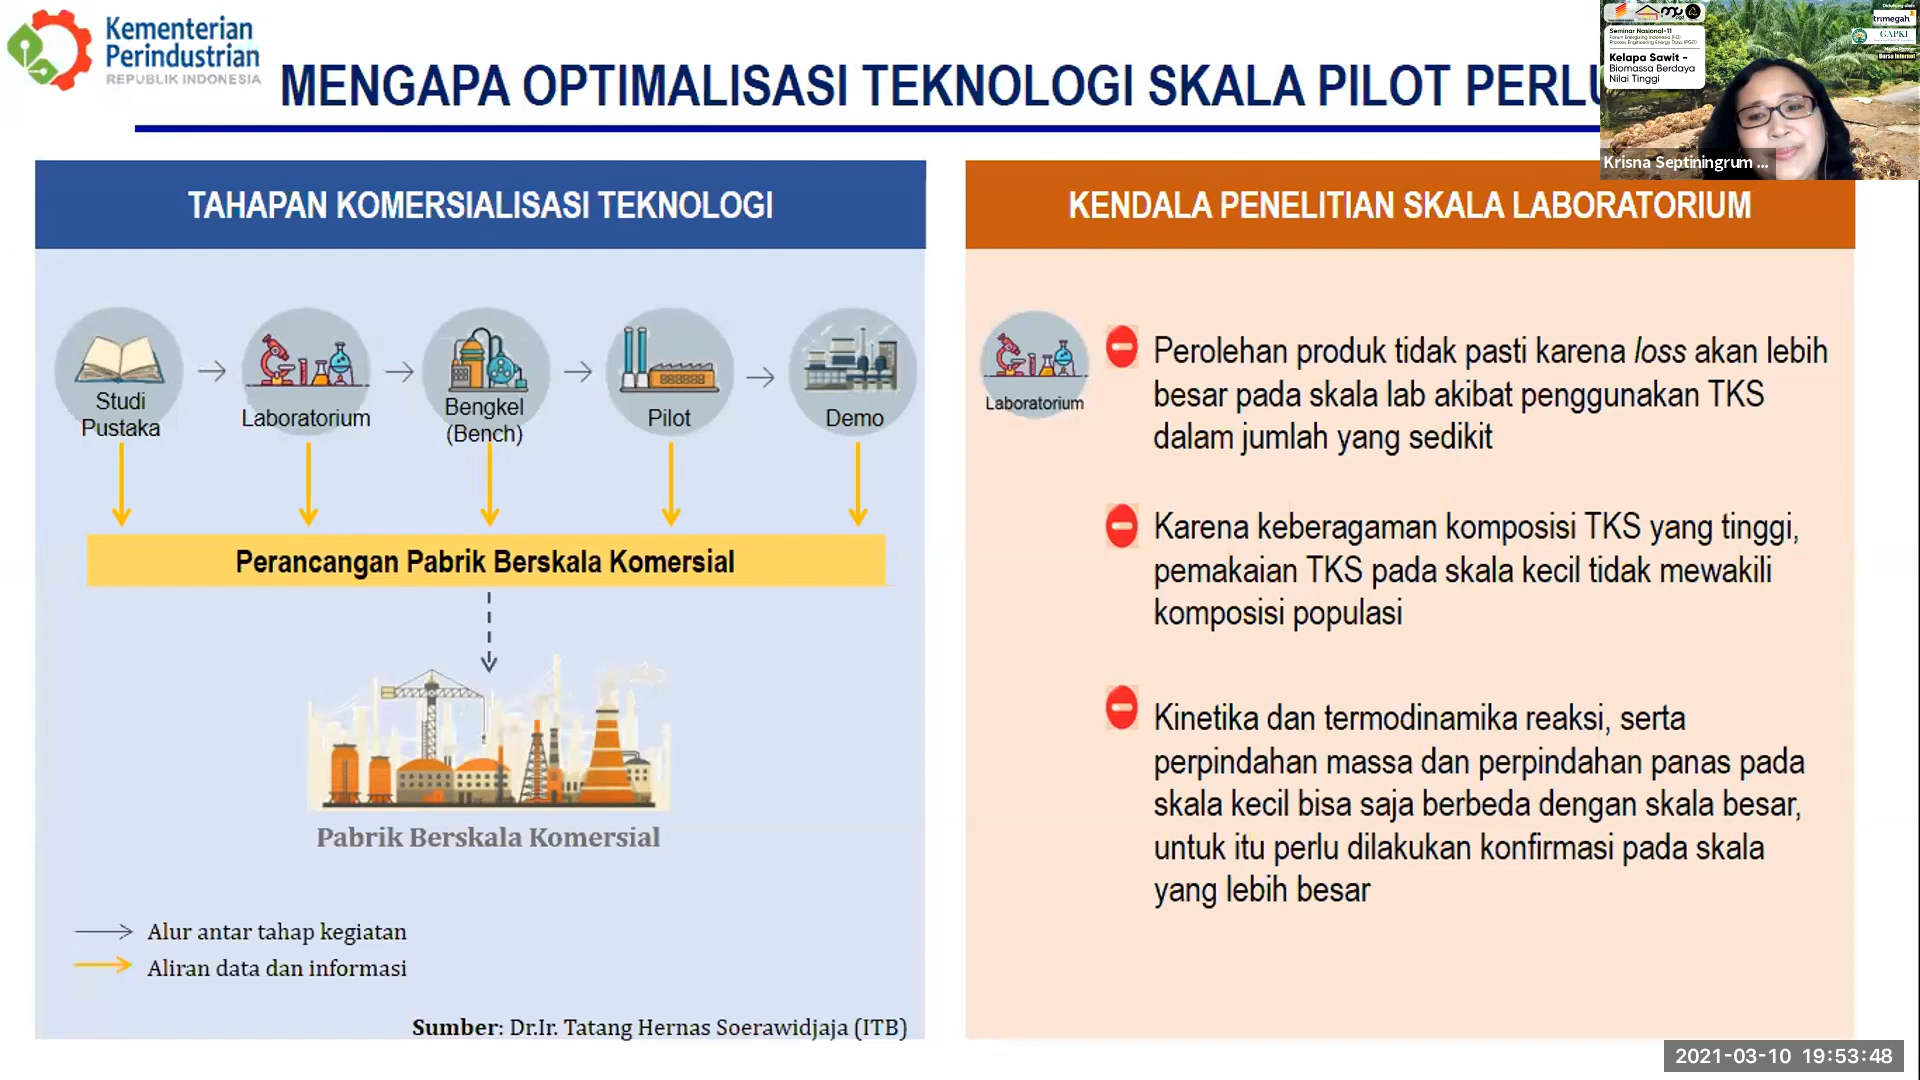 Kementerian
Perindustrian
REPUBLIK INDONESIA
MENGAPA OPTIMALISASI TEKNOLOGI SKALA PILOT PERLU
Seminar Nasional-11
Kelapa Sawit -
Biomassa Berdaya
Nilai Tinggi
trimegah
GAPKI
Krisna Septiningrum ...
TAHAPAN KOMERSIALISASI TEKNOLOGI
Studi
Pustaka
Laboratorium
Bengkel
(Bench)
Pilot
Demo
Perancangan Pabrik Berskala Komersial
Pabrik Berskala Komersial
Alur antar tahap kegiatan
Aliran data dan informasi
Sumber: Dr.Ir. Tatang Hernas Soerawidjaja (ITB)
KENDALA PENELITIAN SKALA LABORATORIUM
Laboratorium
Perolehan produk tidak pasti karena loss akan lebih
besar pada skala lab akibat penggunakan TKS
dalam jumlah yang sedikit
Karena keberagaman komposisi TKS yang tinggi,
pemakaian TKS pada skala kecil tidak mewakili
komposisi populasi
Kinetika dan termodinamika reaksi, serta
perpindahan massa dan perpindahan panas pada
skala kecil bisa saja berbeda dengan skala besar,
untuk itu perlu dilakukan konfirmasi pada skala
yang lebih besar
2021-03-10 19:53:48